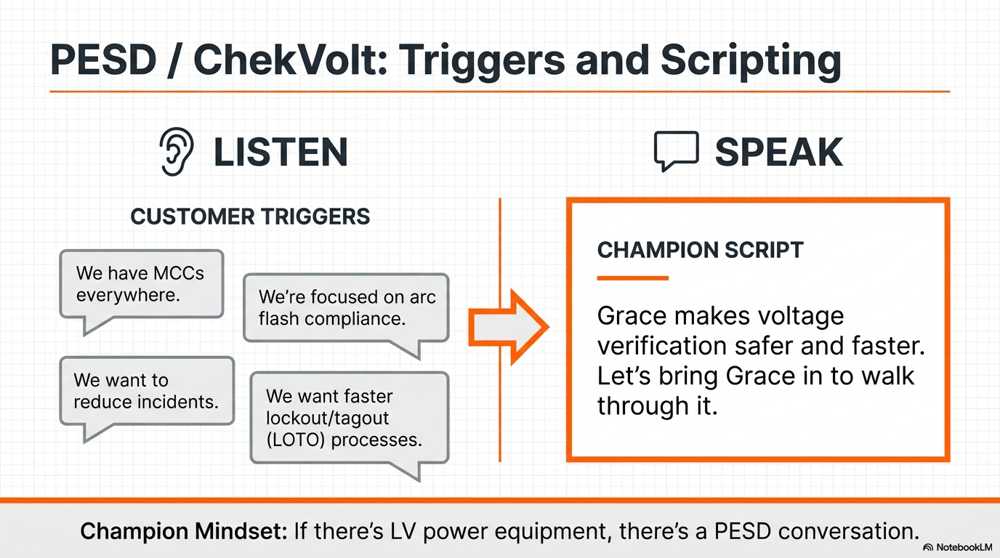 PESD / ChekVolt: Triggers and Scripting
LISTEN
CUSTOMER TRIGGERS
We have MCCs
everywhere.
We’re focused on arc
flash compliance.
We want to
reduce incidents.
We want faster
lockout/tagout
(LOTO) processes.
SPEAK
CHAMPION SCRIPT
Grace makes voltage
verification safer and faster.
Let’s bring Grace in to walk
through it.
Champion Mindset: If there’s LV power equipment, there’s a PESD conversation.
NotebookLM